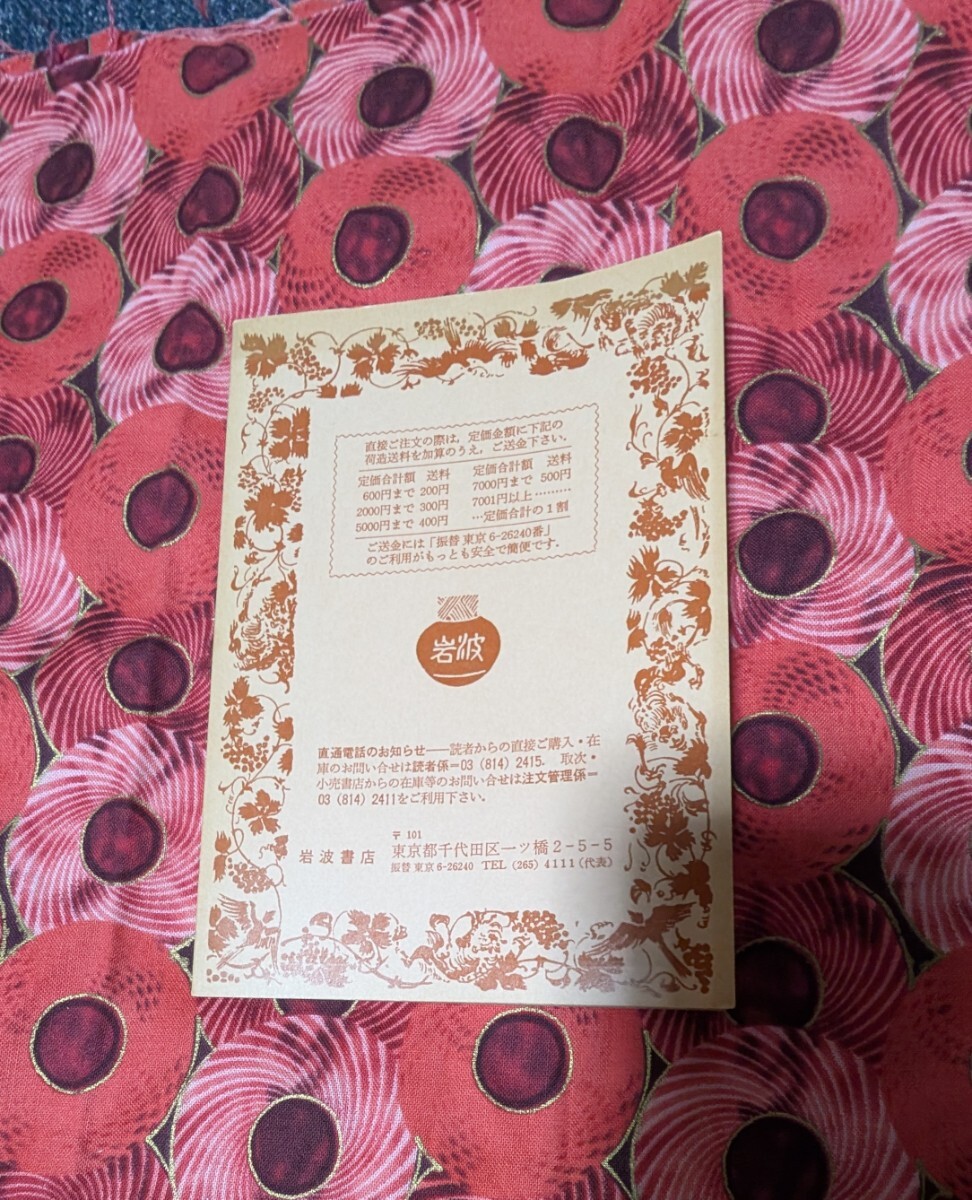 直接ご注文の際は，定価金額に下記の
荷造送料を加算のうえ，ご送金下さい．
定価合計額　送料　定価合計額　送料
600円まで 200円　7000円まで 500円
2000円まで 300円　7001円以上………
5000円まで 400円　…定価合計の１割
ご送金には「振替 東京 6-26240番」
のご利用がもっとも安全で簡便です．
岩波
直通電話のお知らせ――読者からの直接ご購入・在
庫のお問い合せは読者係＝03 (814) 2415．取次・
小売書店からの在庫等のお問い合せは注文管理係＝
03 (814) 2411をご利用下さい．
〒 101
岩波書店　東京都千代田区一ツ橋２−５−５
振替 東京 6-26240　TEL (265) 4111 (代表)